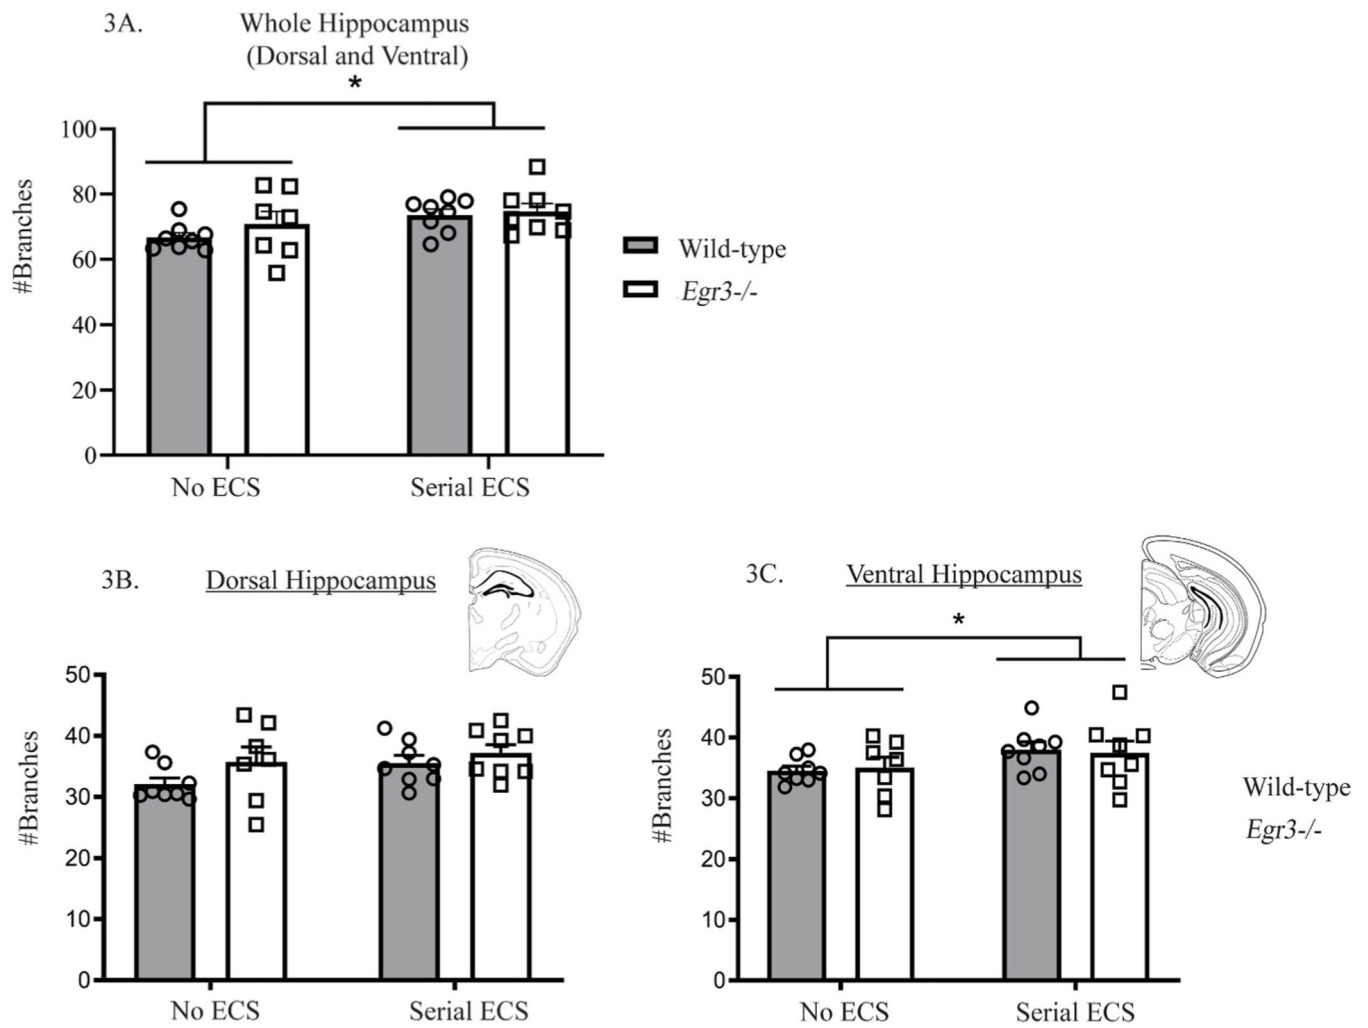 3A. Whole Hippocampus
(Dorsal and Ventral)
*
#Branches
100
80
60
40
20
0
No ECS Serial ECS
Wild-type
Egr3-/-
3B. Dorsal Hippocampus
#Branches
50
40
30
20
10
0
No ECS Serial ECS
3C. Ventral Hippocampus
*
#Branches
50
40
30
20
10
0
No ECS Serial ECS
Wild-type
Egr3-/-